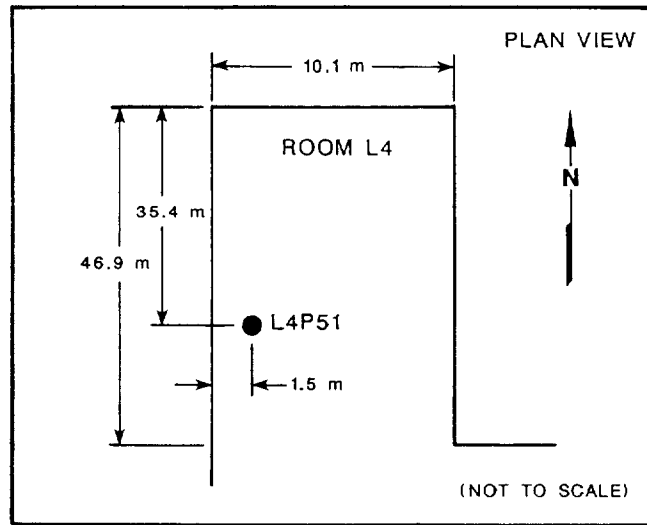 PLAN VIEW
10.1 m
ROOM L4
N
35.4 m
46.9 m
L4P51
1.5 m
(NOT TO SCALE)